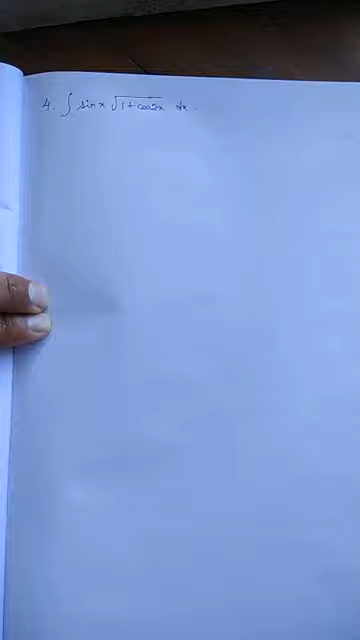 4. ∫ sin x √1+cos2x dx.